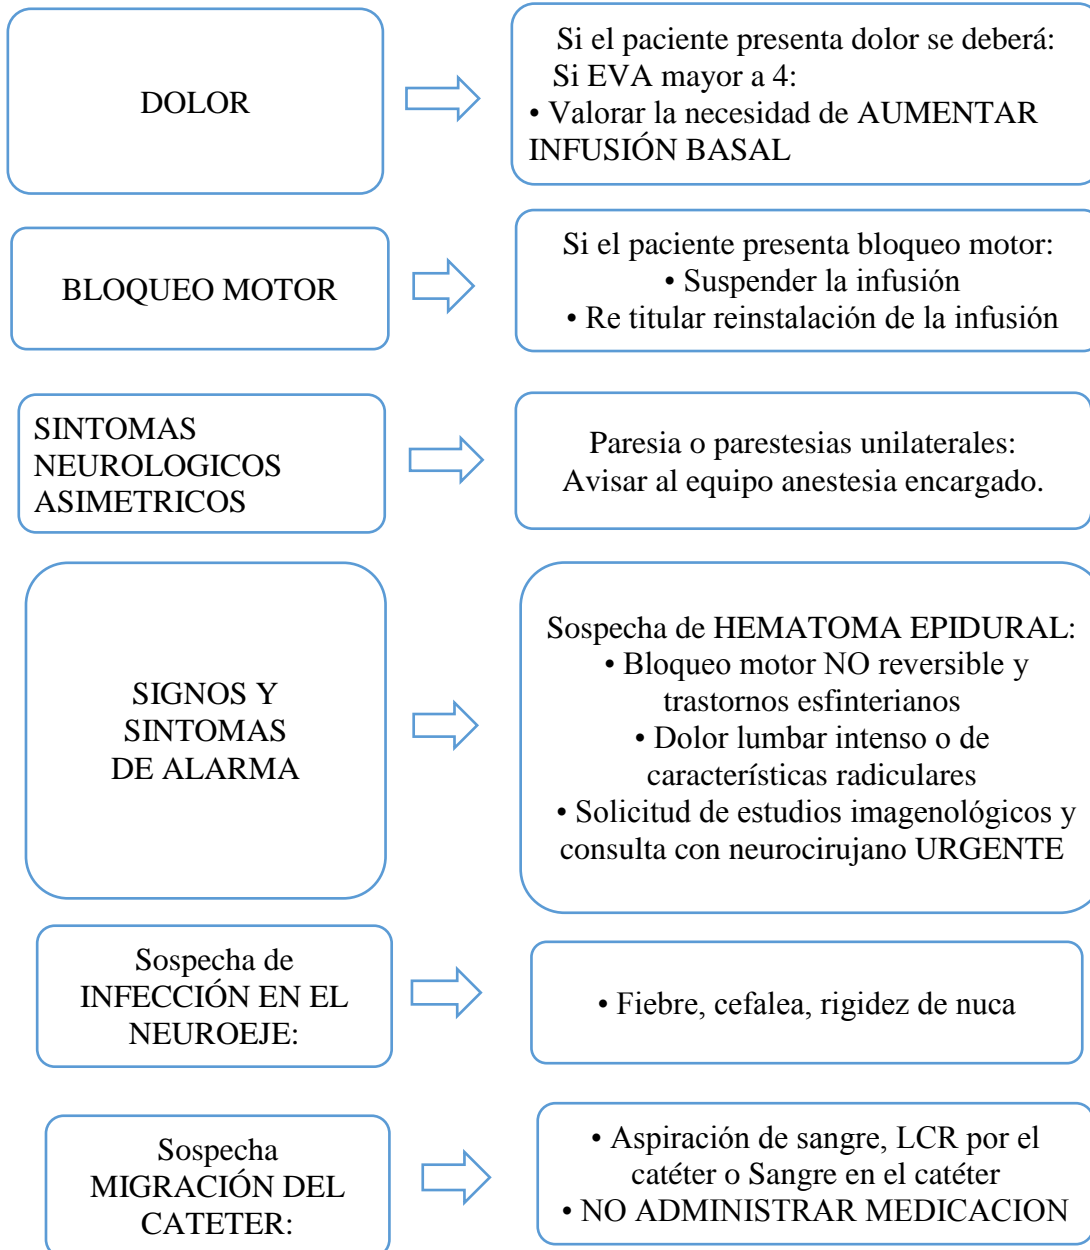 DOLOR
Si el paciente presenta dolor se deberá:
Si EVA mayor a 4:
• Valorar la necesidad de AUMENTAR
INFUSIÓN BASAL
BLOQUEO MOTOR
Si el paciente presenta bloqueo motor:
• Suspender la infusión
• Re titular reinstalación de la infusión
SINTOMAS
NEUROLOGICOS
ASIMETRICOS
Paresia o parestesias unilaterales:
Avisar al equipo anestesia encargado.
SIGNOS Y
SINTOMAS
DE ALARMA
Sospecha de HEMATOMA EPIDURAL:
• Bloqueo motor NO reversible y
trastornos esfinterianos
• Dolor lumbar intenso o de
características radiculares
• Solicitud de estudios imagenológicos y
consulta con neurocirujano URGENTE
Sospecha de
INFECCIÓN EN EL
NEUROEJE:
• Fiebre, cefalea, rigidez de nuca
Sospecha
MIGRACIÓN DEL
CATETER:
• Aspiración de sangre, LCR por el
catéter o Sangre en el catéter
• NO ADMINISTRAR MEDICACION